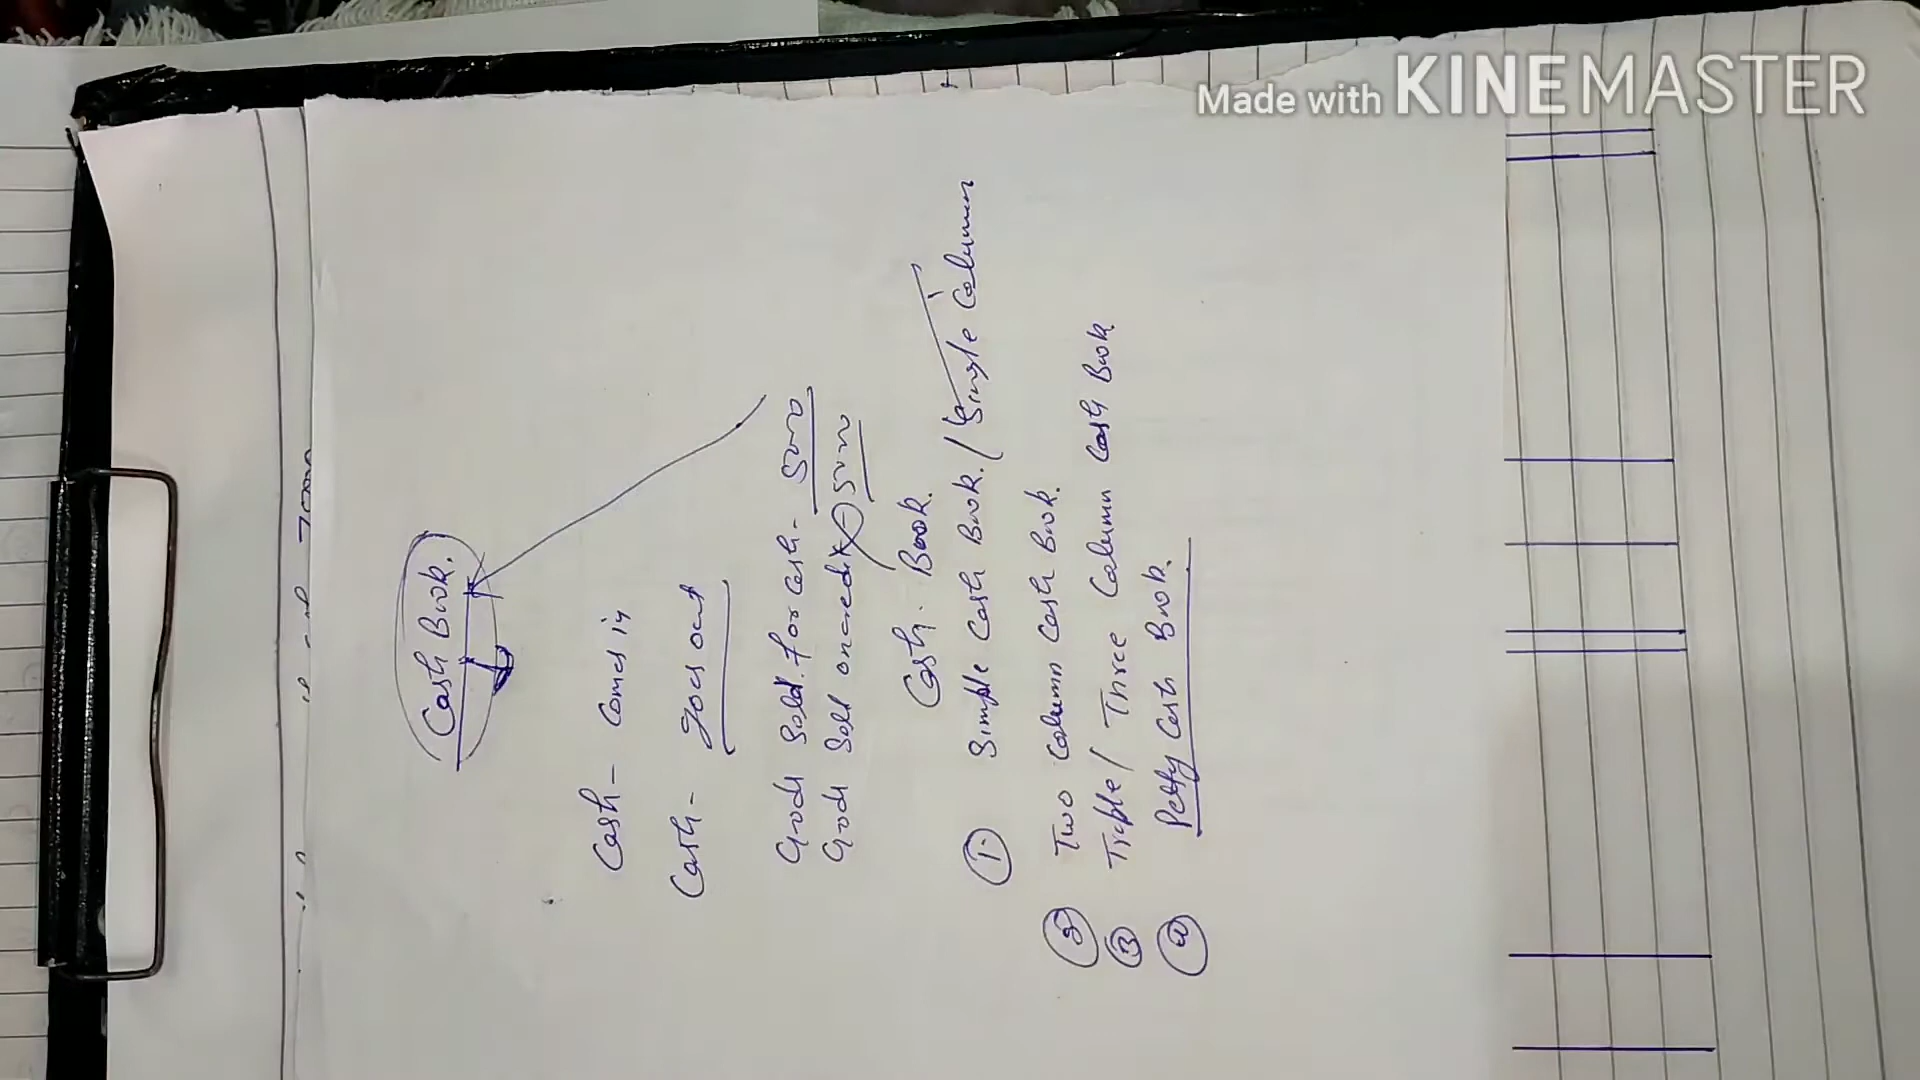 Made with KINEMASTER
Cash Book.
Cash - Comes in
Cash - goes out
Goods Sold. for cash - 5000
Goods Sold on credit 5000
Cash. Book.
① Simple Cash Book. / Single Column
② Two Column Cash Book.
③ Triple / Three Column Cash Book
④ Petty Cash Book.